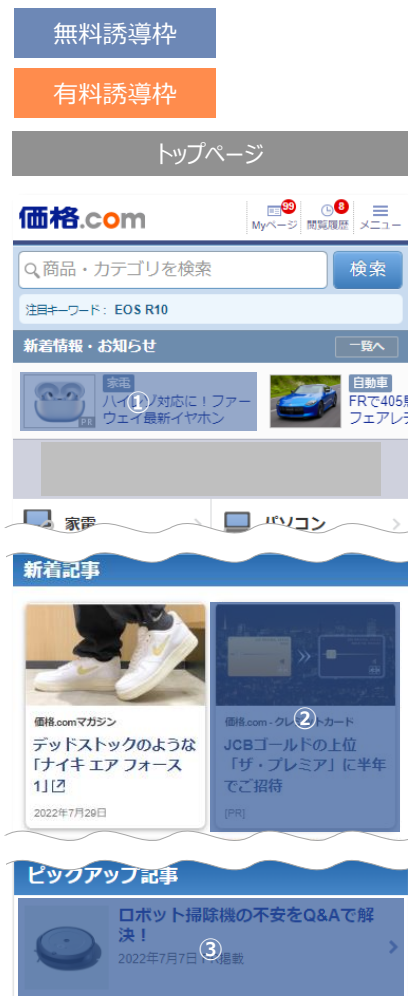 無料誘導枠
有料誘導枠
トップページ
価格.com
99
Myページ
8
閲覧履歴
メニュー
商品・カテゴリを検索
検索
注目キーワード： EOS R10
新着情報・お知らせ
一覧へ
家電
①
ハイレゾ対応に！ファー
ウェイ最新イヤホン
PR
自動車
FRで405馬
フェアレデ
家電
パソコン
新着記事
価格.comマガジン
デッドストックのような
「ナイキ エア フォース
1」
2022年7月29日
②
価格.com - クレジットカード
JCBゴールドの上位
「ザ・プレミア」に半年
でご招待
[PR]
ピックアップ記事
ロボット掃除機の不安をQ&Aで解
決！
③
2022年7月7日 PR掲載